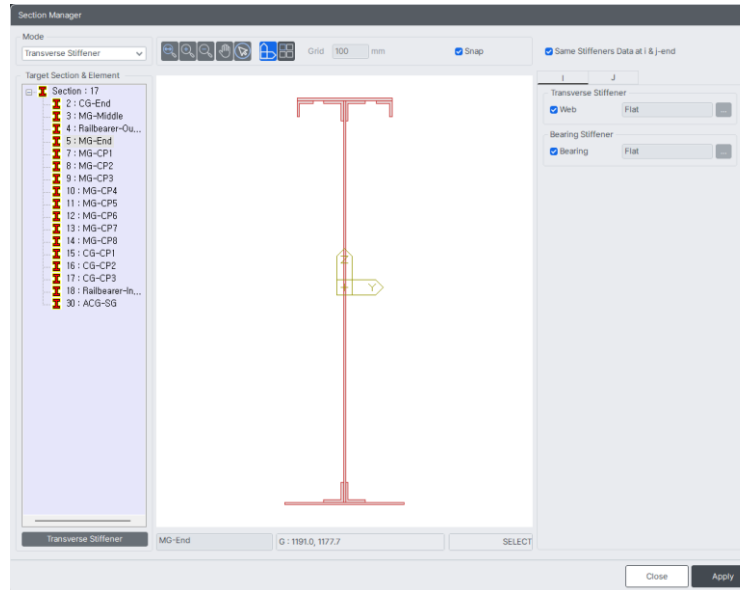 Section Manager
Mode
Transverse Stiffener
Grid 100 mm
Snap
Same Stiffeners Data at i & j-end
Target Section & Element
Section : 17
2 : CG-End
3 : MG-Middle
4 : Railbearer-Ou...
5 : MG-End
7 : MG-CP1
8 : MG-CP2
9 : MG-CP3
10 : MG-CP4
11 : MG-CP5
12 : MG-CP6
13 : MG-CP7
14 : MG-CP8
15 : CG-CP1
16 : CG-CP2
17 : CG-CP3
18 : Railbearer-In...
30 : ACG-SG
Transverse Stiffener
Z
Y
MG-End
G : 1191.0, 1177.7
SELECT
I J
Transverse Stiffener
Web Flat ...
Bearing Stiffener
Bearing Flat ...
Close Apply